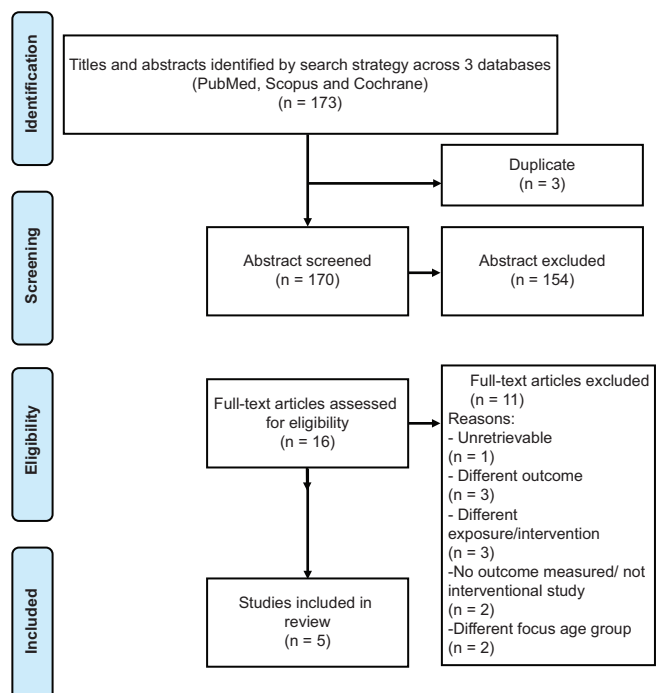 Identification
Titles and abstracts identified by search strategy across 3 databases
(PubMed, Scopus and Cochrane)
(n = 173)
Duplicate
(n = 3)
Screening
Abstract screened
(n = 170)
Abstract excluded
(n = 154)
Eligibility
Full-text articles assessed
for eligibility
(n = 16)
Full-text articles excluded
(n = 11)
Reasons:
- Unretrievable
(n = 1)
- Different outcome
(n = 3)
- Different
exposure/intervention
(n = 3)
-No outcome measured/ not
interventional study
(n = 2)
-Different focus age group
(n = 2)
Included
Studies included in
review
(n = 5)